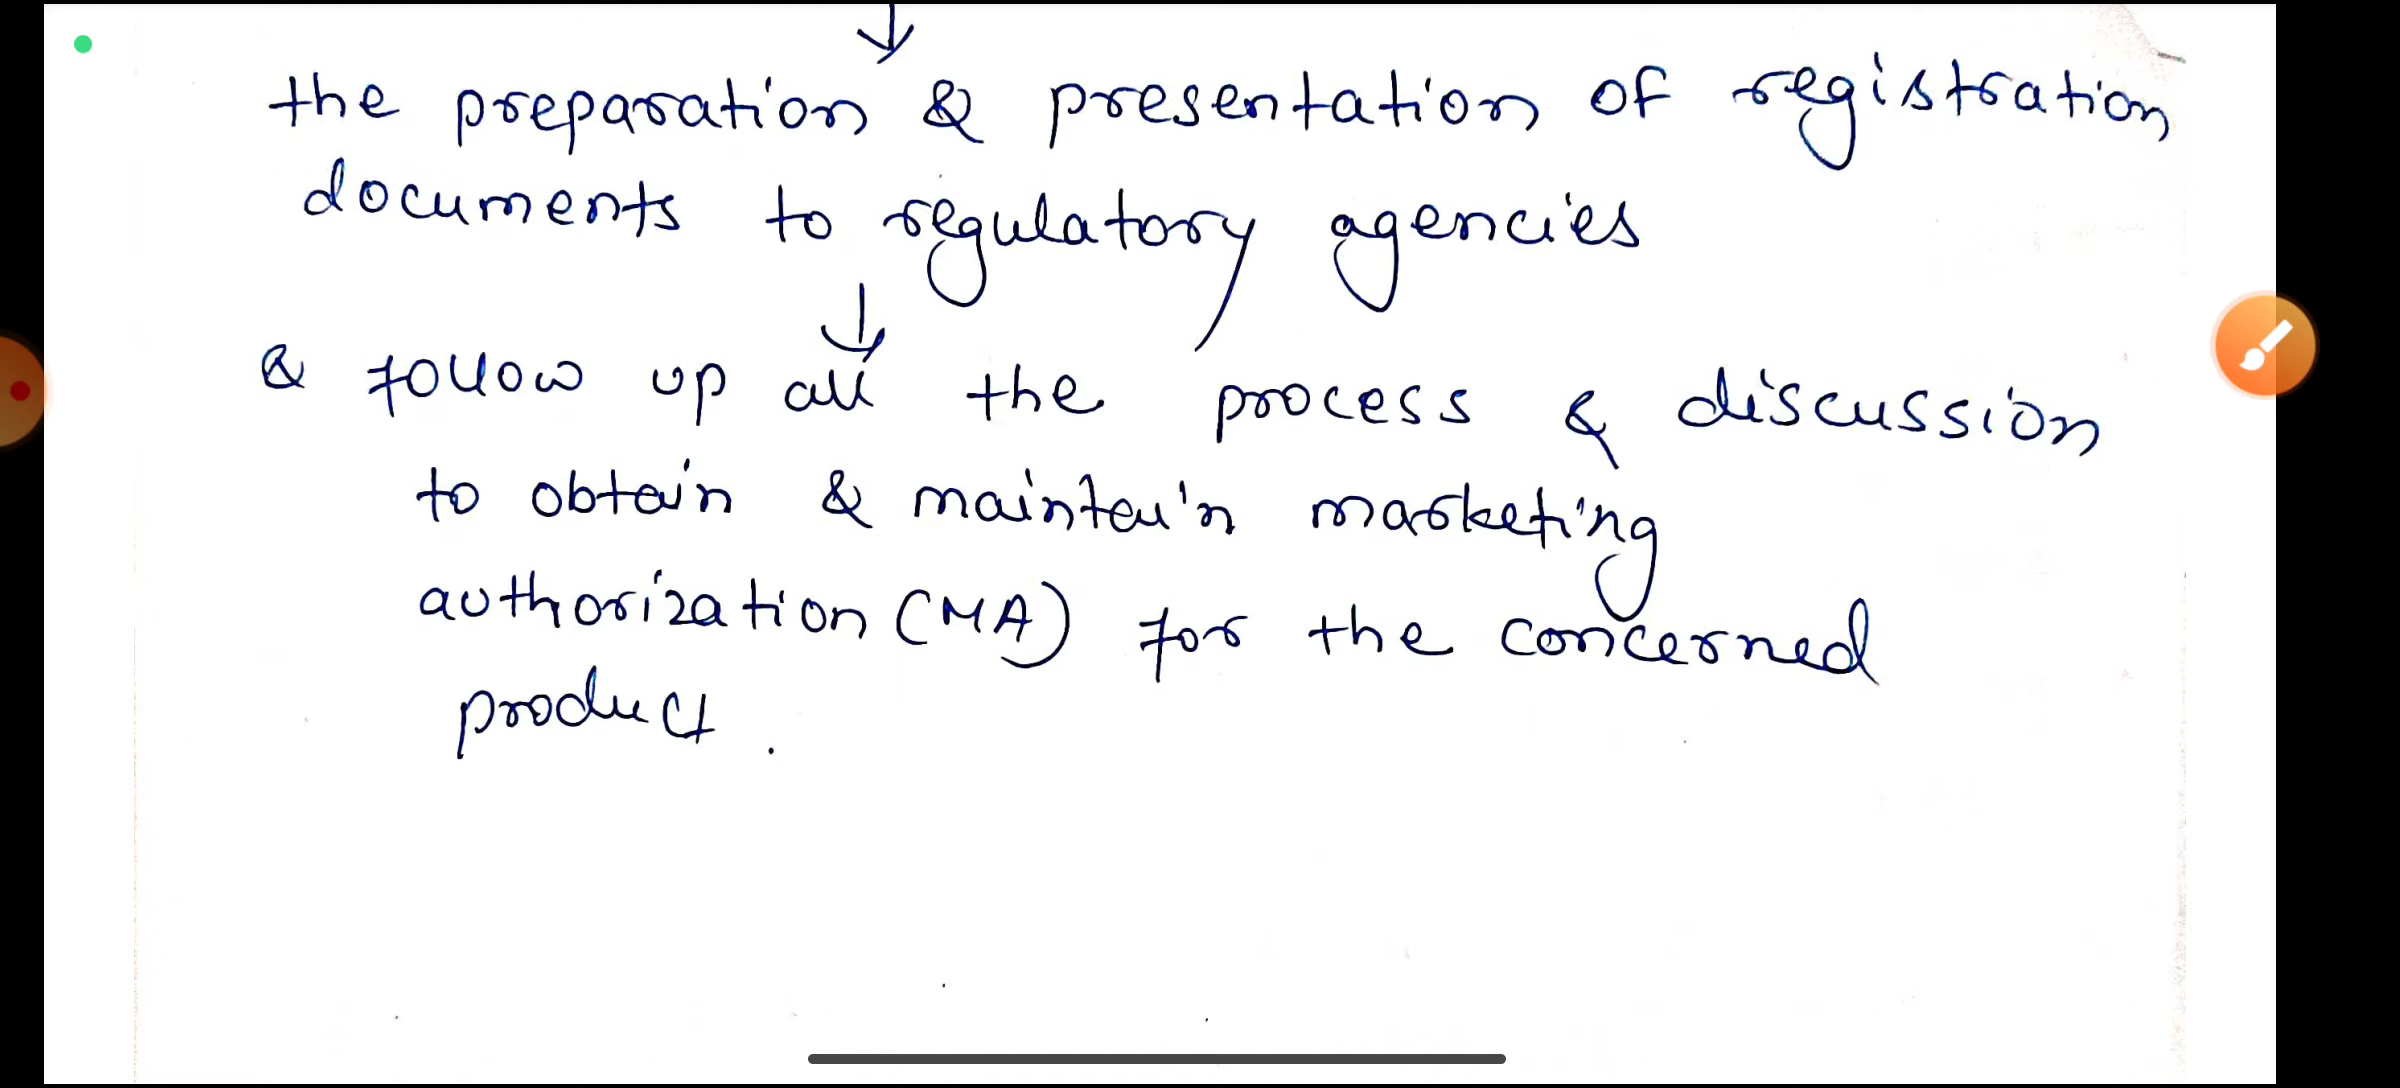 ↓
the preparation & presentation of registration
documents to regulatory agencies
↓
& follow up all the process & discussion
to obtain & maintain marketing
authorization (MA) for the concerned
product.